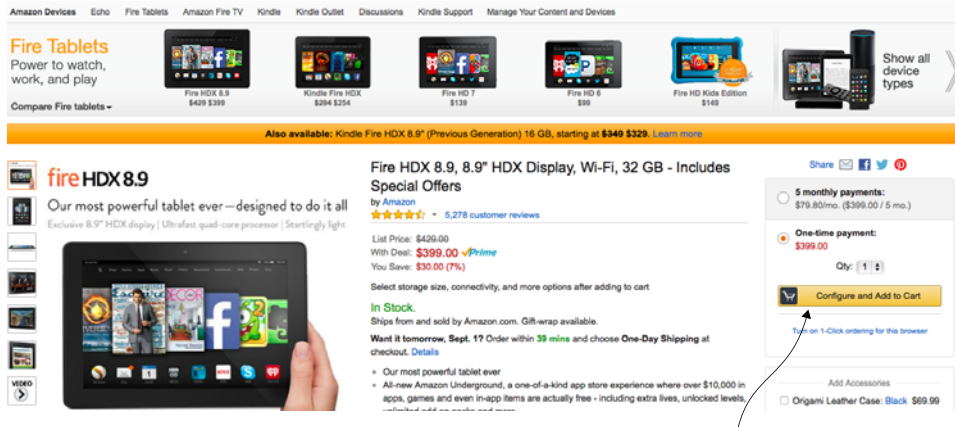 Amazon Devices Echo Fire Tablets Amazon Fire TV Kindle Kindle Outlet Discussions Kindle Support Manage Your Content and Devices
Fire Tablets
Power to watch,
work, and play
Compare Fire tablets
Fire HDX 8.9
$429 $399
Kindle Fire HDX
$294 $254
Fire HD 7
$139
Fire HD 6
$99
Fire HD Kids Edition
$149
Show all
device
types
Also available: Kindle Fire HDX 8.9" (Previous Generation) 16 GB, starting at $349 $329. Learn more
fire HDX 8.9
Our most powerful tablet ever—designed to do it all
Exclusive 8.9" HDX display | Ultrafast quad-core processor | Startlingly light
VIDEO
Fire HDX 8.9, 8.9" HDX Display, Wi-Fi, 32 GB - Includes
Special Offers
by Amazon
5,278 customer reviews
List Price: $429.00
With Deal: $399.00 Prime
You Save: $30.00 (7%)
Select storage size, connectivity, and more options after adding to cart
In Stock.
Ships from and sold by Amazon.com. Gift-wrap available.
Want it tomorrow, Sept. 1? Order within 39 mins and choose One-Day Shipping at
checkout. Details
Our most powerful tablet ever
All-new Amazon Underground, a one-of-a-kind app store experience where over $10,000 in
apps, games and even in-app items are actually free - including extra lives, unlocked levels,
unlimited add-on packs and more
Share
5 monthly payments:
$79.80/mo. ($399.00 / 5 mo.)
One-time payment:
$399.00
Qty: 1
Configure and Add to Cart
Turn on 1-Click ordering for this browser
Add Accessories
Origami Leather Case: Black $69.99